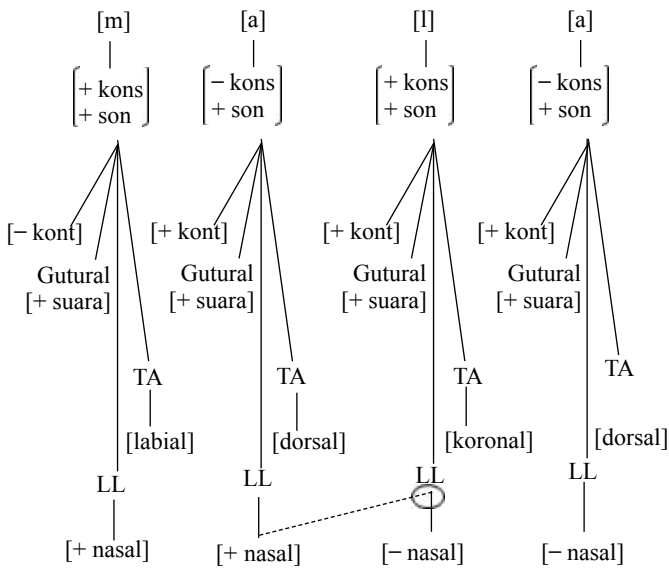 [m] [a] [l] [a]
+ kons − kons + kons − kons
+ son + son + son + son
[− kont] [+ kont] [+ kont] [+ kont]
Gutural Gutural Gutural Gutural
[+ suara] [+ suara] [+ suara] [+ suara]
TA TA TA TA
[labial] [dorsal] [koronal] [dorsal]
LL LL LL LL
[+ nasal] [+ nasal] [− nasal] [− nasal]